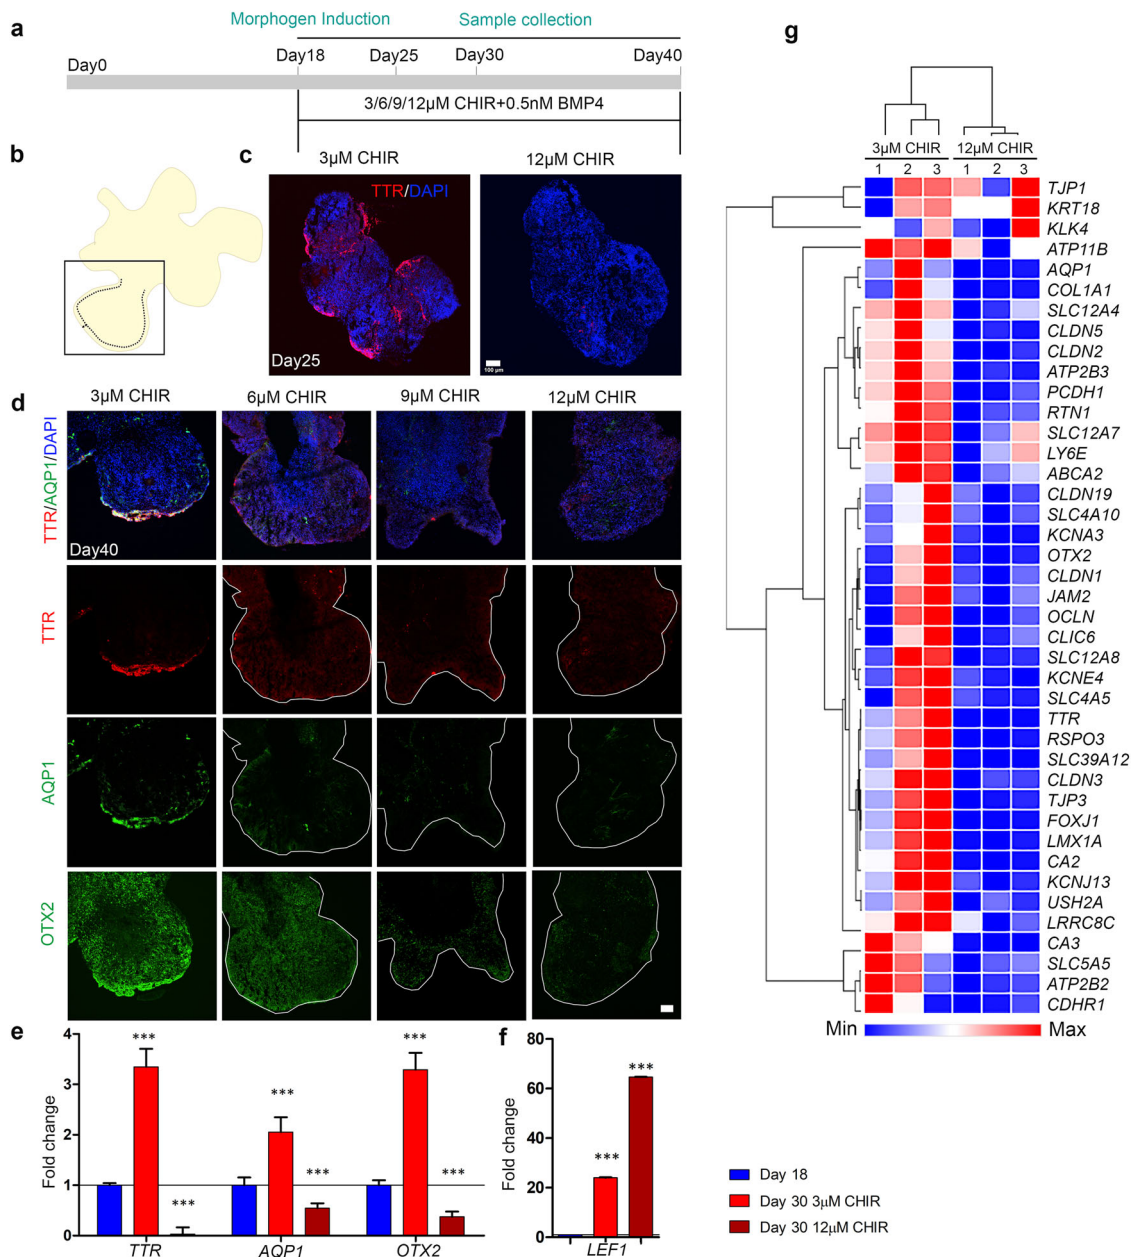 a
Morphogen Induction
Sample collection
Day0
Day18
Day25
Day30
Day40
3/6/9/12µM CHIR+0.5nM BMP4
b
c
3µM CHIR
12µM CHIR
TTR/DAPI
Day25
100 µm
d
3µM CHIR
6µM CHIR
9µM CHIR
12µM CHIR
TTR/AQP1/DAPI
Day40
TTR
AQP1
OTX2
e
Fold change
4
3
2
1
0
***
***
***
***
***
***
TTR
AQP1
OTX2
f
Fold change
80
60
40
20
0
***
***
LEF1
Day 18
Day 30 3µM CHIR
Day 30 12µM CHIR
g
3µM CHIR
12µM CHIR
1 2 3 1 2 3
TJP1
KRT18
KLK4
ATP11B
AQP1
COL1A1
SLC12A4
CLDN5
CLDN2
ATP2B3
PCDH1
RTN1
SLC12A7
LY6E
ABCA2
CLDN19
SLC4A10
KCNA3
OTX2
CLDN1
JAM2
OCLN
CLIC6
SLC12A8
KCNE4
SLC4A5
TTR
RSPO3
SLC39A12
CLDN3
TJP3
FOXJ1
LMX1A
CA2
KCNJ13
USH2A
LRRC8C
CA3
SLC5A5
ATP2B2
CDHR1
Min
Max